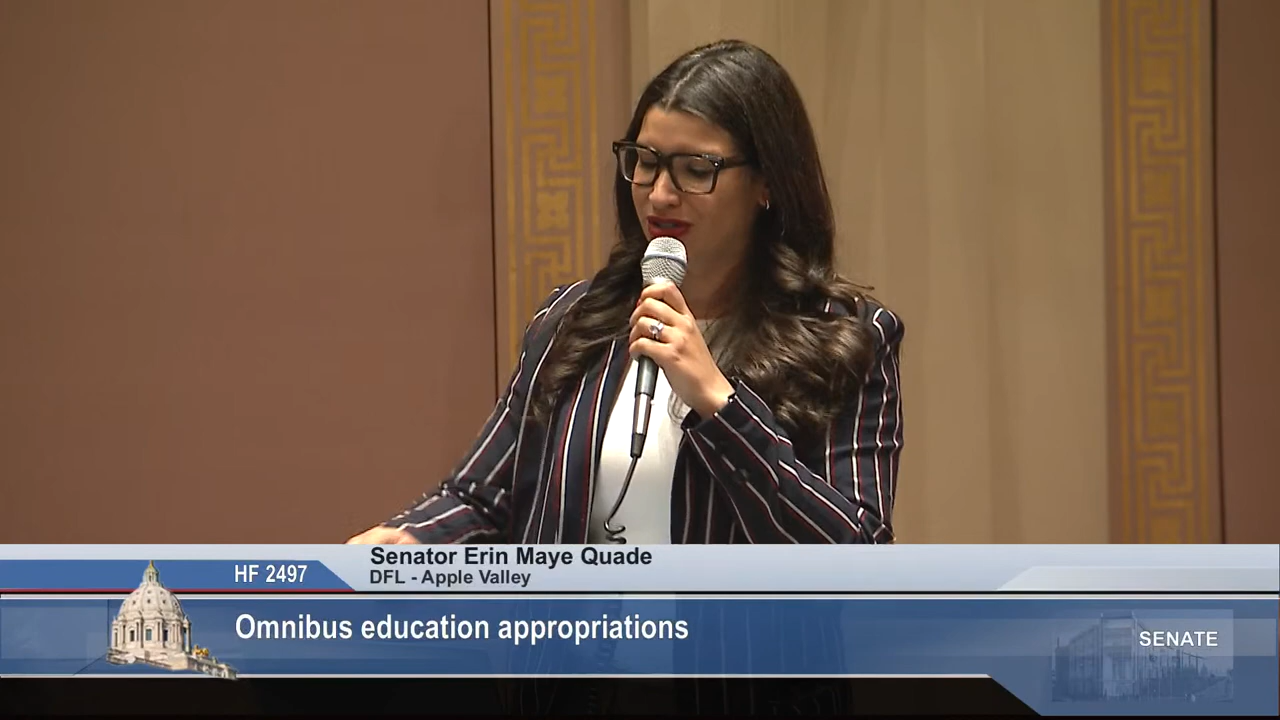 Senator Erin Maye Quade
HF 2497
DFL - Apple Valley
Omnibus education appropriations
SENATE